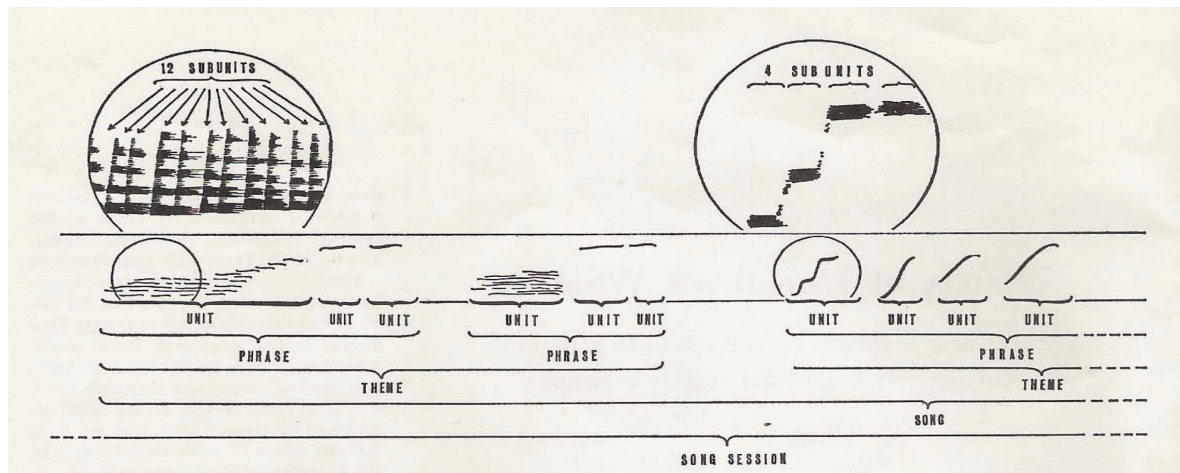 12 SUBUNITS
4 SUBUNITS
UNIT UNIT UNIT UNIT UNIT UNIT UNIT UNIT UNIT UNIT
PHRASE PHRASE PHRASE
THEME THEME
SONG
SONG SESSION